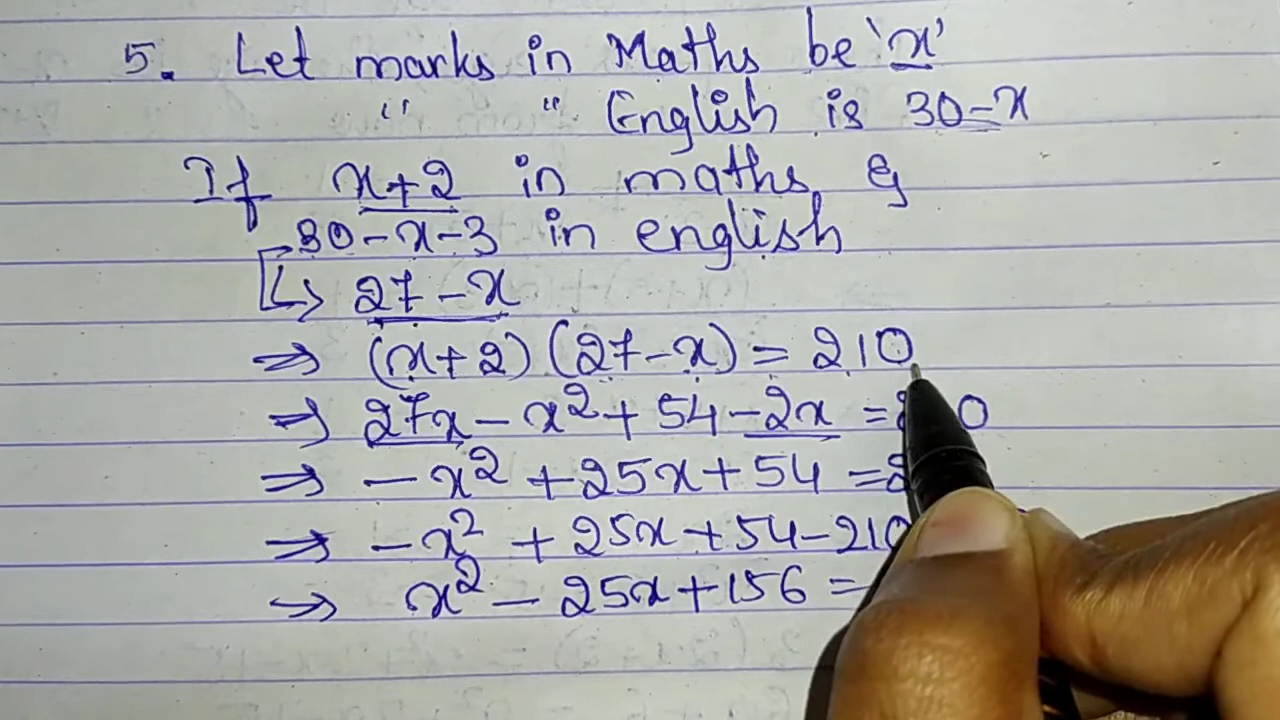 5. Let marks in Maths be 'x'
" " English is 30-x
If x+2 in maths &
30-x-3 in english
↳ 27-x
⇒ (x+2) (27-x) = 210
⇒ 27x - x² + 54 - 2x =
⇒ -x² + 25x + 54 =
⇒ -x² + 25x + 54 - 210
⇒ x² - 25x + 156 =